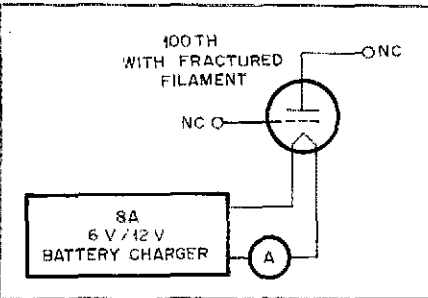 100TH
WITH FRACTURED
FILAMENT
NC
NC
8A
6 V/12 V
BATTERY CHARGER
A